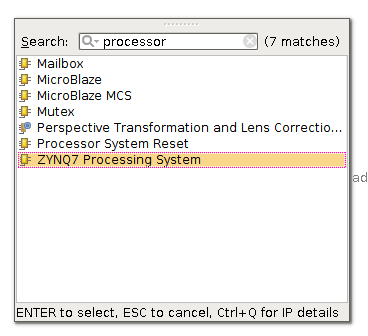 Search: processor (7 matches)
Mailbox
MicroBlaze
MicroBlaze MCS
Mutex
Perspective Transformation and Lens Correctio...
Processor System Reset
ZYNQ7 Processing System
ad
ENTER to select, ESC to cancel, Ctrl+Q for IP details